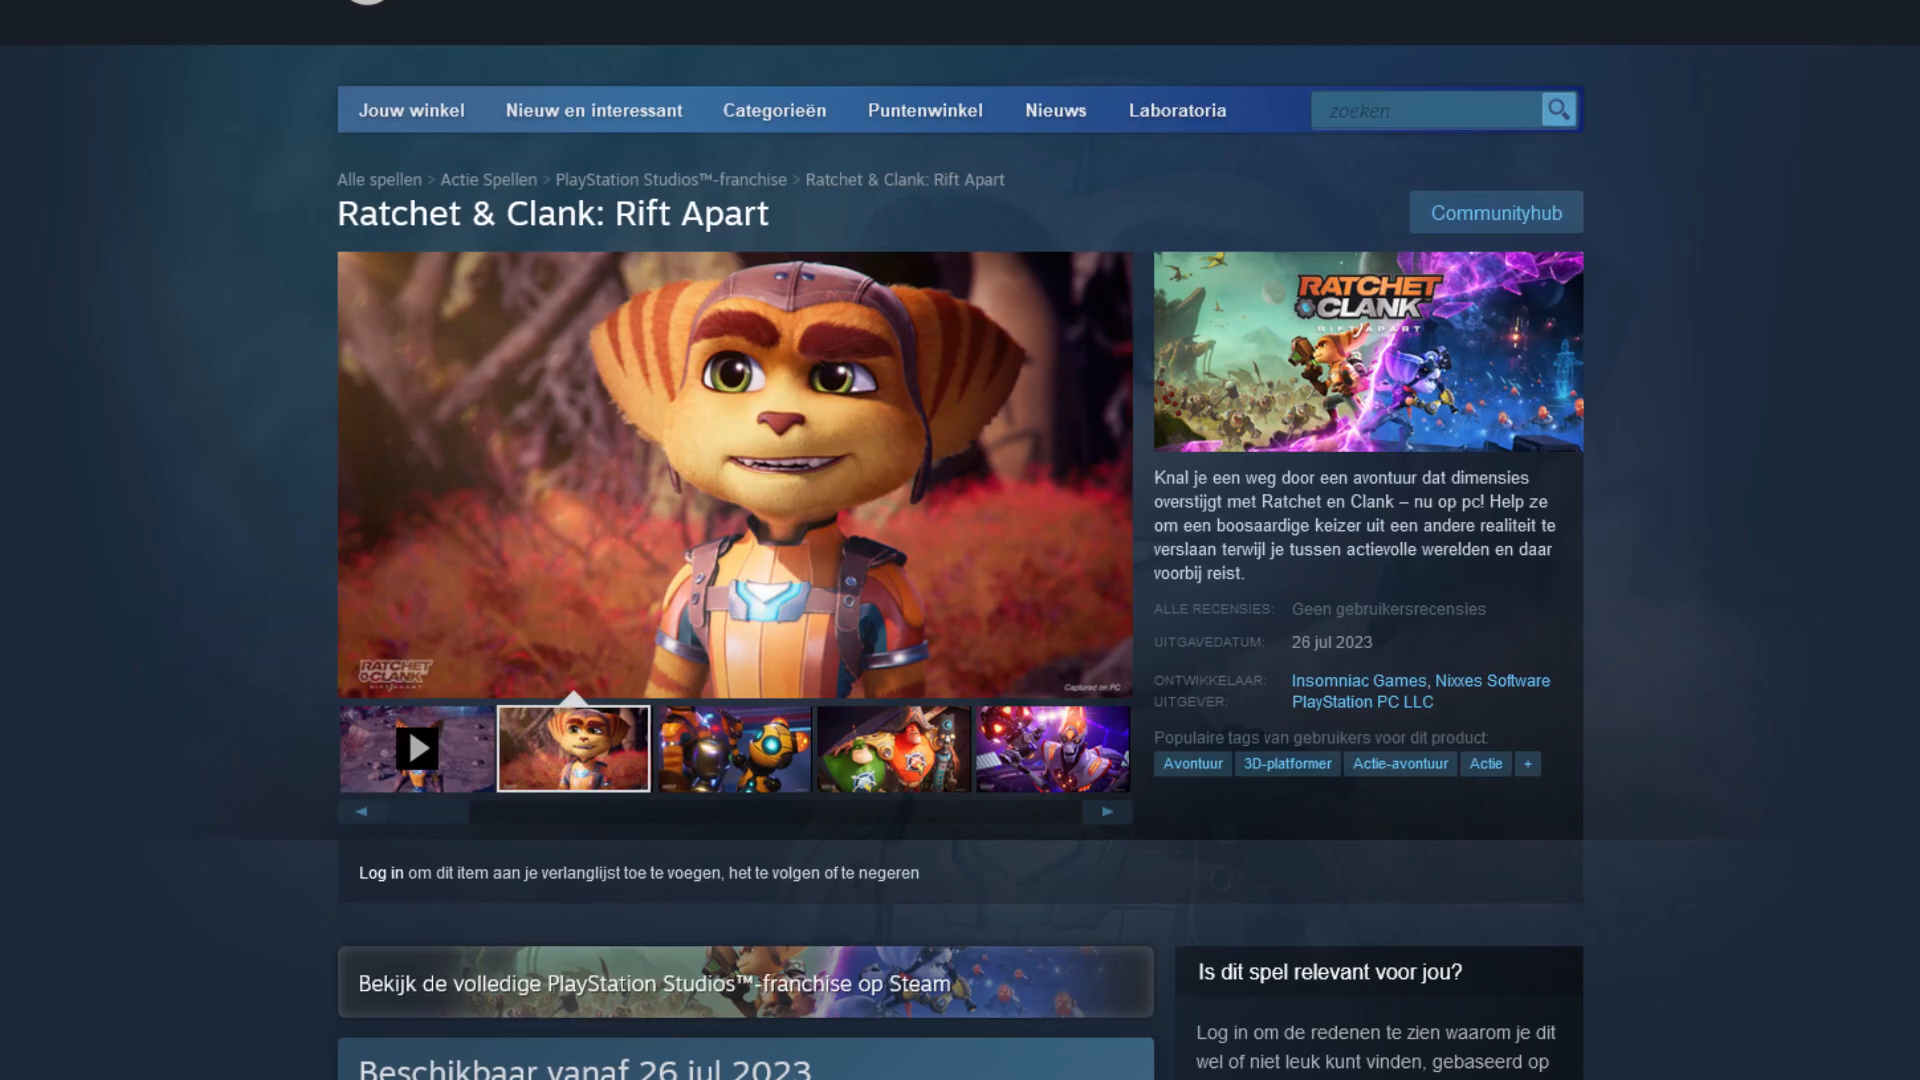 Jouw winkel Nieuw en interessant Categorieën Puntenwinkel Nieuws Laboratoria zoeken
Alle spellen > Actie Spellen > PlayStation Studios™-franchise > Ratchet & Clank: Rift Apart
Ratchet & Clank: Rift Apart
Communityhub
RATCHET
CLANK
RIFT APART
RATCHET
CLANK
RIFT APART
Captured on PC
Knal je een weg door een avontuur dat dimensies
overstijgt met Ratchet en Clank – nu op pc! Help ze
om een boosaardige keizer uit een andere realiteit te
verslaan terwijl je tussen actievolle werelden en daar
voorbij reist.
ALLE RECENSIES: Geen gebruikersrecensies
UITGAVEDATUM: 26 jul 2023
ONTWIKKELAAR: Insomniac Games, Nixxes Software
UITGEVER: PlayStation PC LLC
Populaire tags van gebruikers voor dit product:
Avontuur 3D-platformer Actie-avontuur Actie +
Log in om dit item aan je verlanglijst toe te voegen, het te volgen of te negeren
Bekijk de volledige PlayStation Studios™-franchise op Steam
Beschikbaar vanaf 26 jul 2023
Is dit spel relevant voor jou?
Log in om de redenen te zien waarom je dit
wel of niet leuk kunt vinden, gebaseerd op